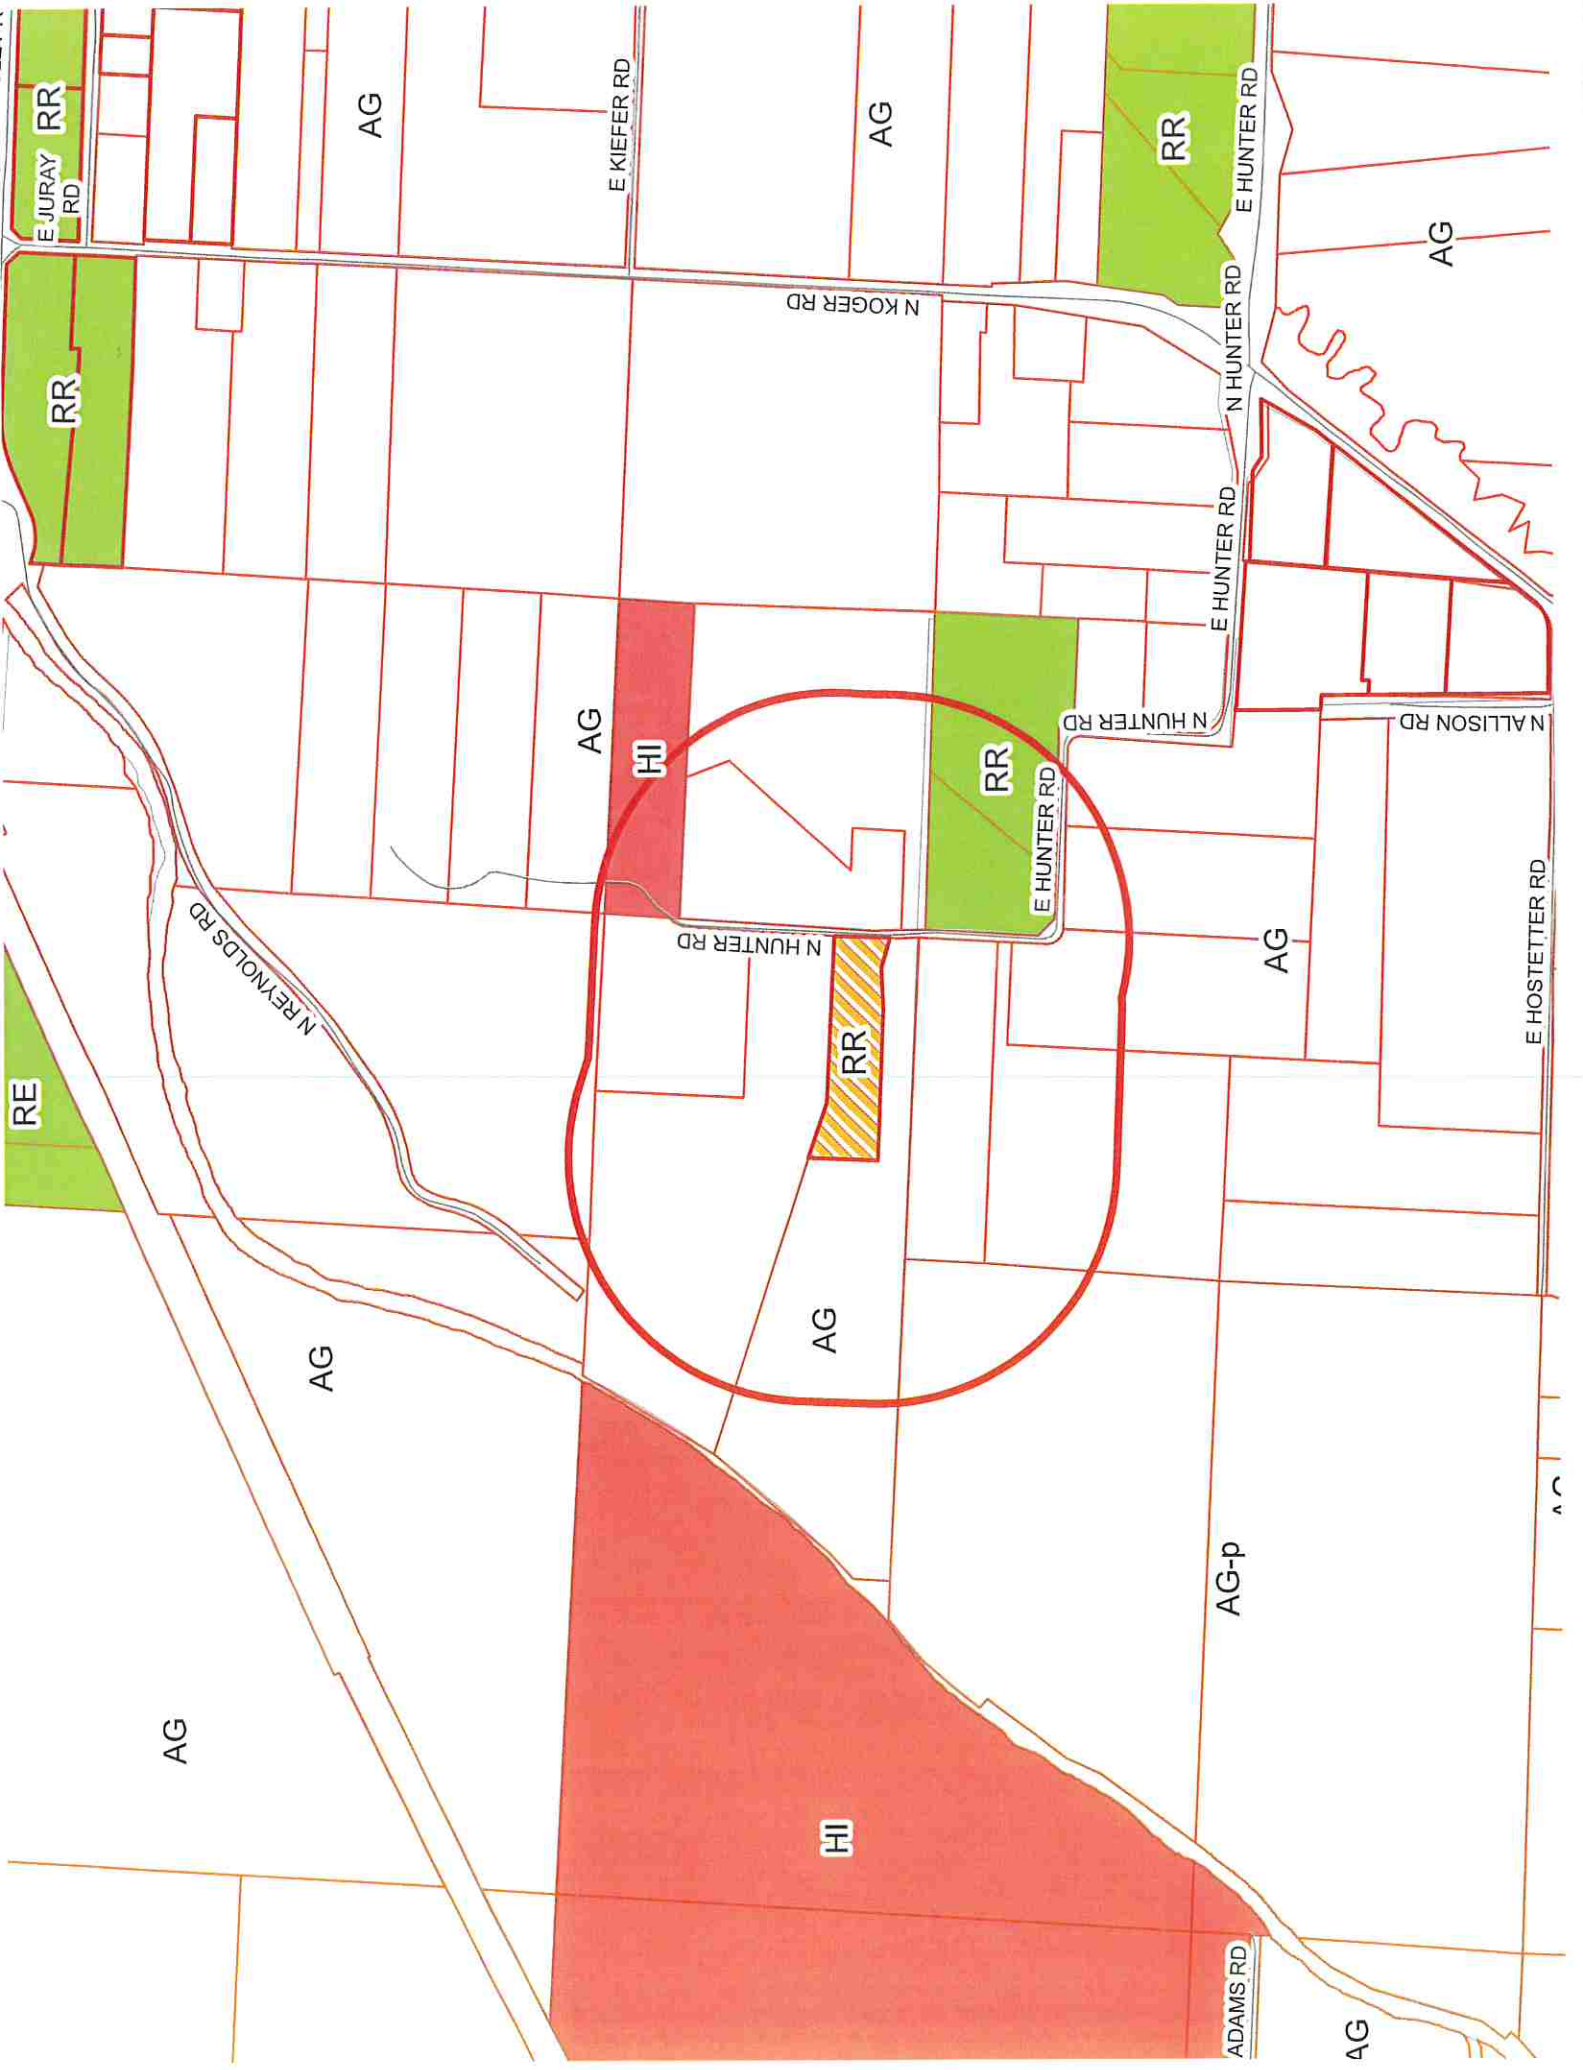 RR
E JURAY
RD
AG
E KIEFER RD
AG
RR
E HUNTER RD
AG
RR
N KOGER RD
N HUNTER RD
E HUNTER RD
AG
HI
RR
N HUNTER RD
N ALLISON RD
E HUNTER RD
N HUNTER RD
N REYNOLDS RD
RR
AG
E HOSTETTER RD
RE
AG
AG
AG-p
AG
HI
ADAMS RD
AG